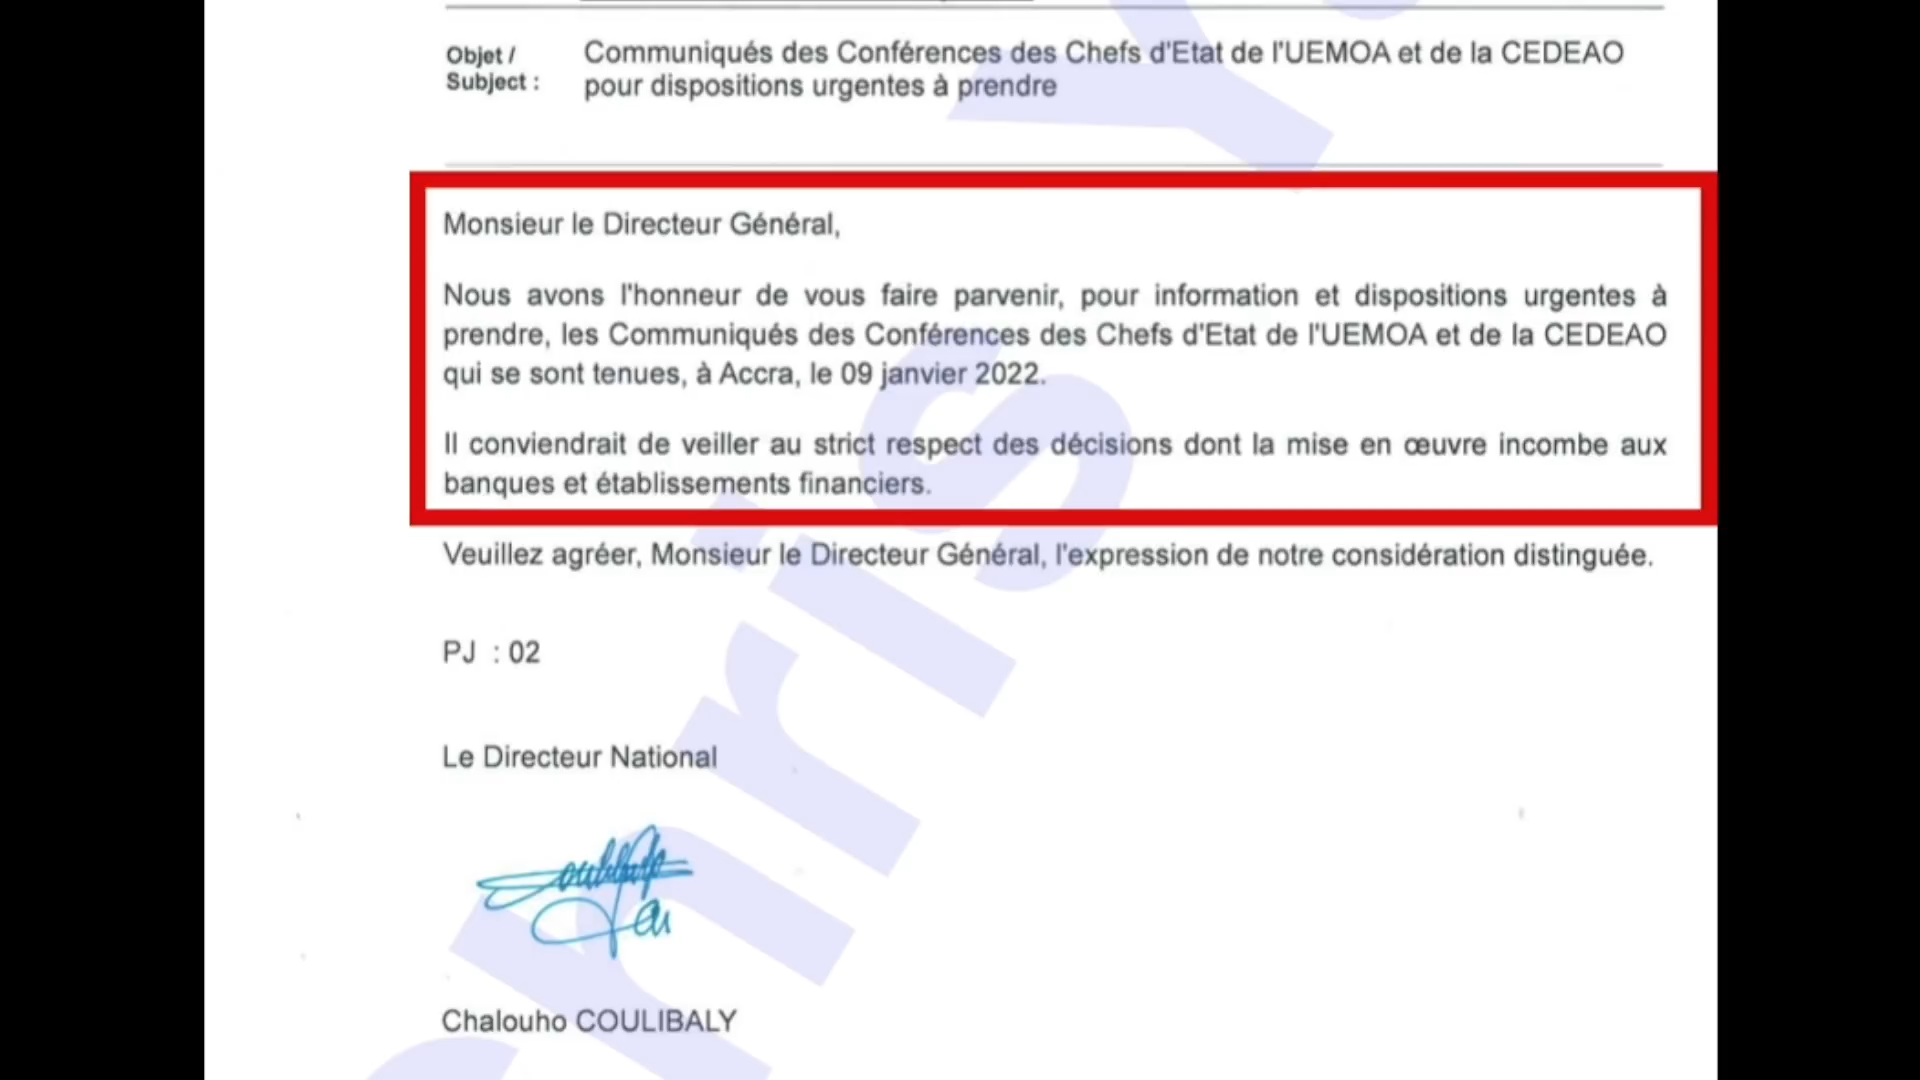 Objet / Communiqués des Conférences des Chefs d'Etat de l'UEMOA et de la CEDEAO
Subject : pour dispositions urgentes à prendre
Monsieur le Directeur Général,
Nous avons l'honneur de vous faire parvenir, pour information et dispositions urgentes à
prendre, les Communiqués des Conférences des Chefs d'Etat de l'UEMOA et de la CEDEAO
qui se sont tenues, à Accra, le 09 janvier 2022.
Il conviendrait de veiller au strict respect des décisions dont la mise en œuvre incombe aux
banques et établissements financiers.
Veuillez agréer, Monsieur le Directeur Général, l'expression de notre considération distinguée.
PJ : 02
Le Directeur National
Chalouho COULIBALY